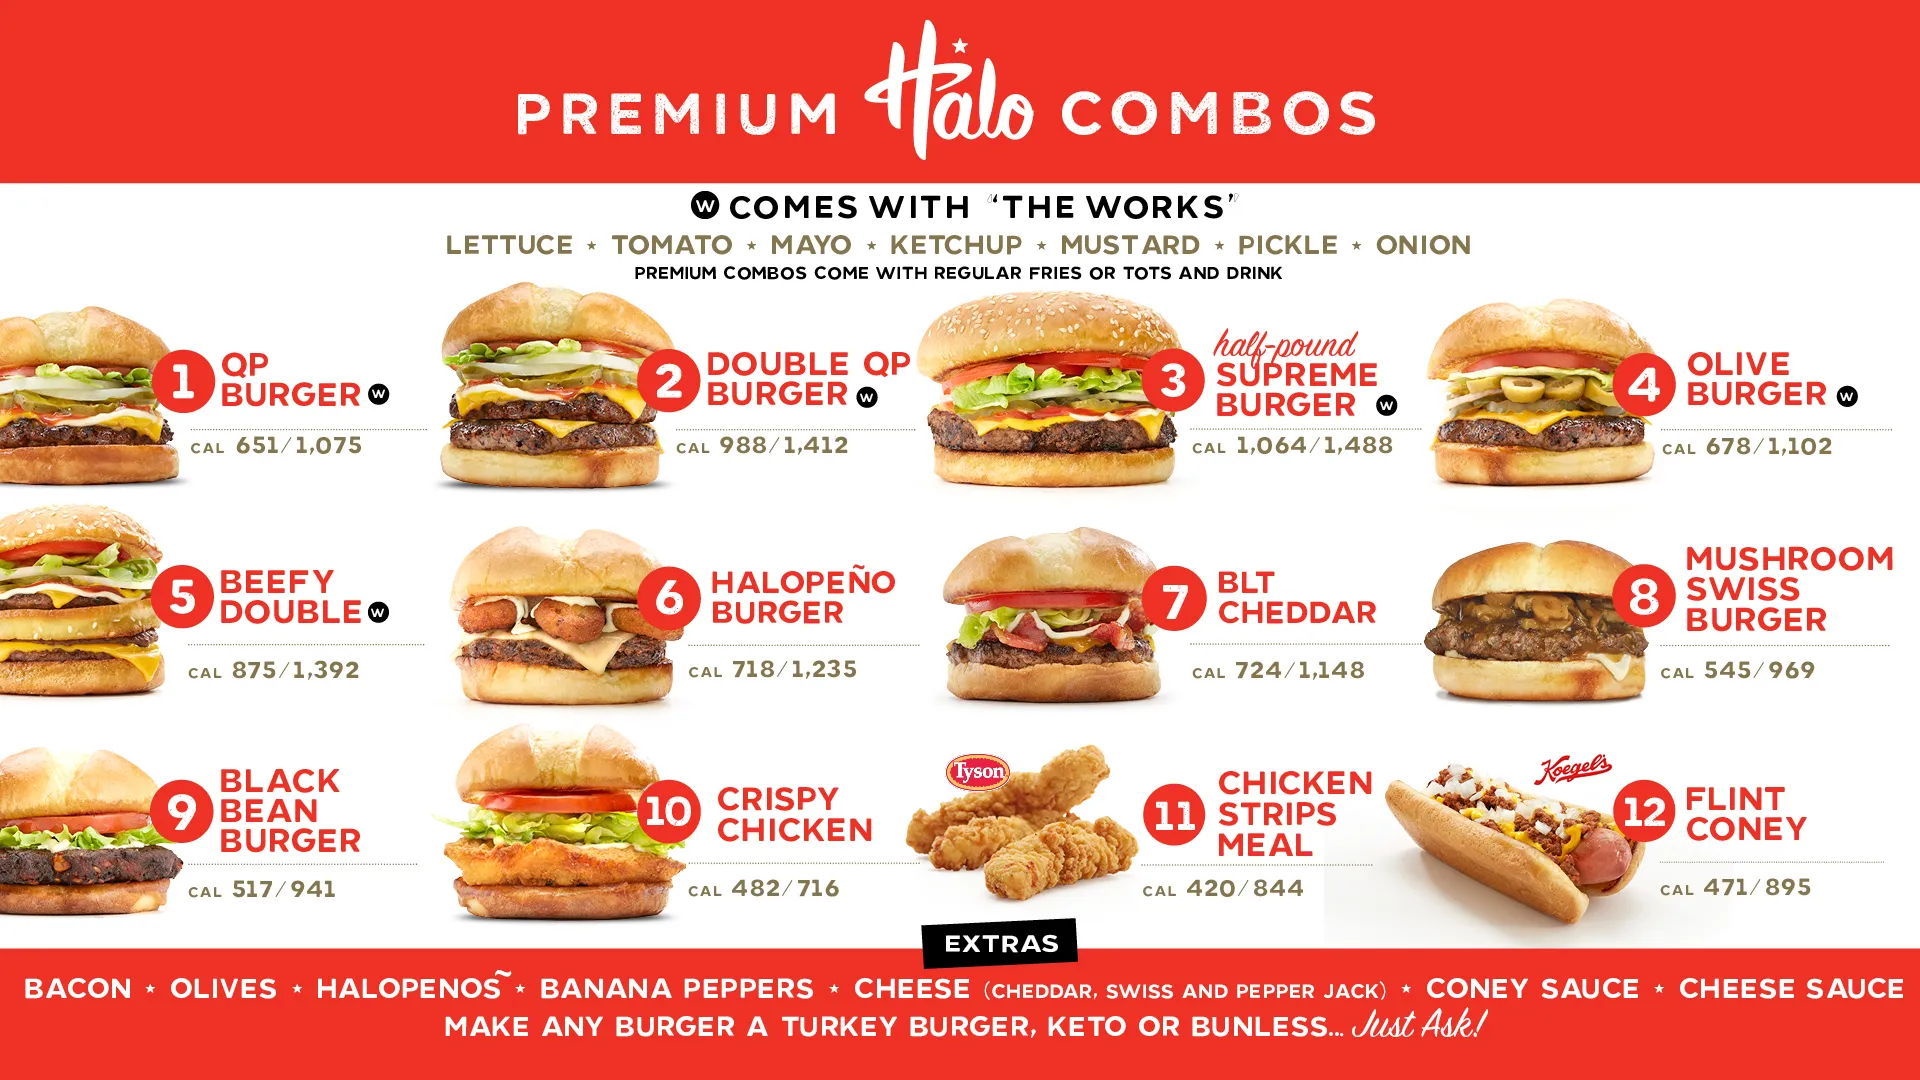 PREMIUM Halo COMBOS
W COMES WITH "THE WORKS"
LETTUCE ★ TOMATO ★ MAYO ★ KETCHUP ★ MUSTARD ★ PICKLE ★ ONION
PREMIUM COMBOS COME WITH REGULAR FRIES OR TOTS AND DRINK
1 QP
BURGER W
CAL 651/1,075
2 DOUBLE QP
BURGER W
CAL 988/1,412
3 half-pound
SUPREME
BURGER W
CAL 1,064/1,488
4 OLIVE
BURGER W
CAL 678/1,102
5 BEEFY
DOUBLE W
CAL 875/1,392
6 HALOPEÑO
BURGER
CAL 718/1,235
7 BLT
CHEDDAR
CAL 724/1,148
8 MUSHROOM
SWISS
BURGER
CAL 545/969
9 BLACK
BEAN
BURGER
CAL 517/941
10 CRISPY
CHICKEN
CAL 482/716
Tyson
11 CHICKEN
STRIPS
MEAL
CAL 420/844
Koegel's
12 FLINT
CONEY
CAL 471/895
EXTRAS
BACON ★ OLIVES ★ HALOPENOS~ ★ BANANA PEPPERS ★ CHEESE (CHEDDAR, SWISS AND PEPPER JACK) ★ CONEY SAUCE ★ CHEESE SAUCE
MAKE ANY BURGER A TURKEY BURGER, KETO OR BUNLESS... Just Ask!